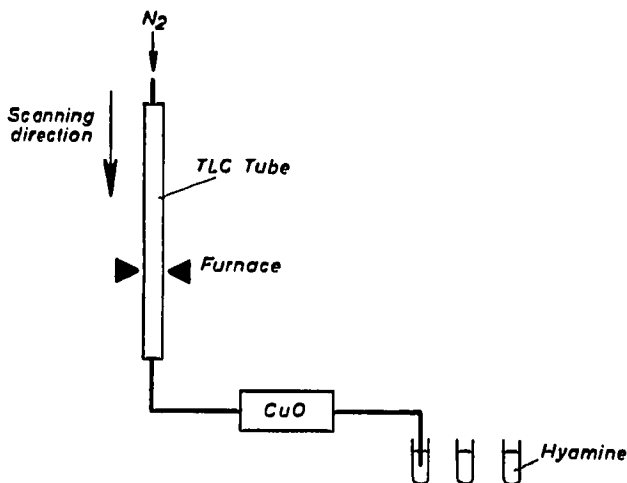 N2
Scanning
direction
TLC Tube
Furnace
CuO
Hyamine